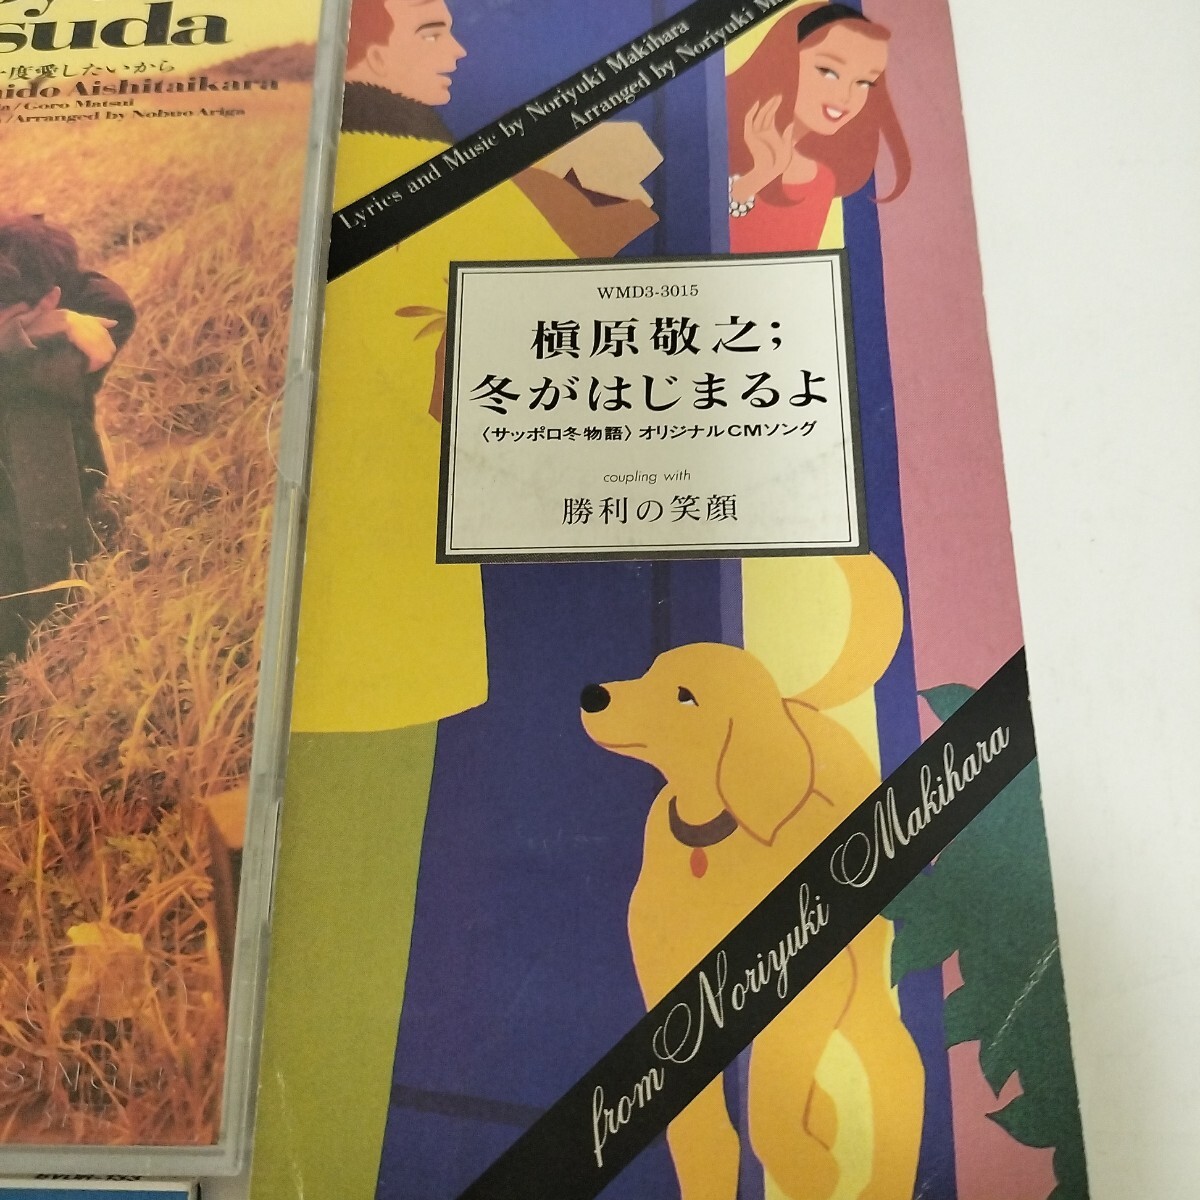 suda
一度愛したいから
ido Aishitaikara
a/Goro Matsui
/Arranged by Nobuo Ariga
SINGL
Lyrics and Music by Noriyuki Makihara
Arranged by Noriyuki
WMD3-3015
槇原敬之;
冬がはじまるよ
〈サッポロ冬物語〉オリジナルCMソング
coupling with
勝利の笑顔
from Noriyuki Makihara